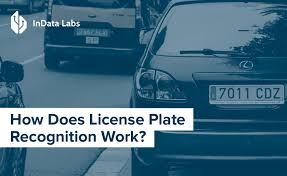 InData Labs
How Does License Plate
Recognition Work?
7011 CDZ